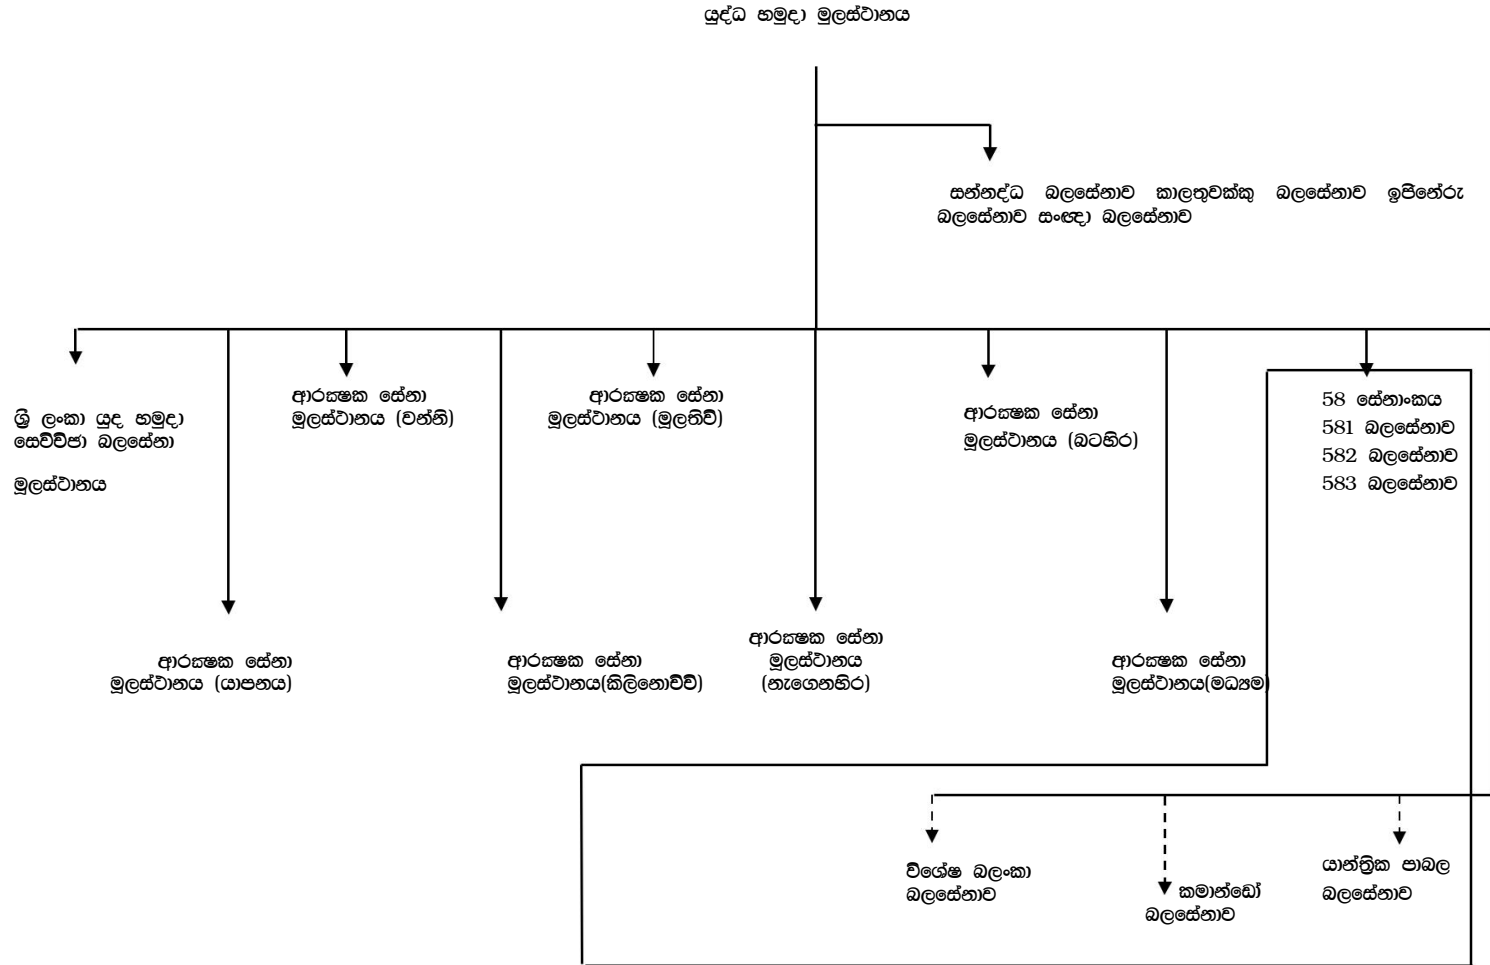 යුද්ධ හමුදා මුලස්ථානය
සන්නද්ධ බලසේනාව කාලතුවක්කු බලසේනාව ඉපිනේරු
බලසේනාව සංඥා බලසේනාව
ශ්‍රී ලංකා යුද හමුදා
සෙව්විජා බලසේනා
මූලස්ථානය
ආරක්‍ෂක සේනා
මූලස්ථානය (වන්නි)
ආරක්‍ෂක සේනා
මූලස්ථානය (මූලතිව්)
ආරක්‍ෂක සේනා
මූලස්ථානය (බටහිර)
58 සේනාංකය
581 බලසේනාව
582 බලසේනාව
583 බලසේනාව
ආරක්‍ෂක සේනා
මූලස්ථානය (යාපනය)
ආරක්‍ෂක සේනා
මූලස්ථානය(කිලිනොච්චි)
ආරක්‍ෂක සේනා
මූලස්ථානය
(නැගෙනහිර)
ආරක්‍ෂක සේනා
මූලස්ථානය(මධ්‍යම)
විශේෂ බලංකා
බලසේනාව
කමාන්ඩෝ
බලසේනාව
යාන්ත්‍රික පාබල
බලසේනාව